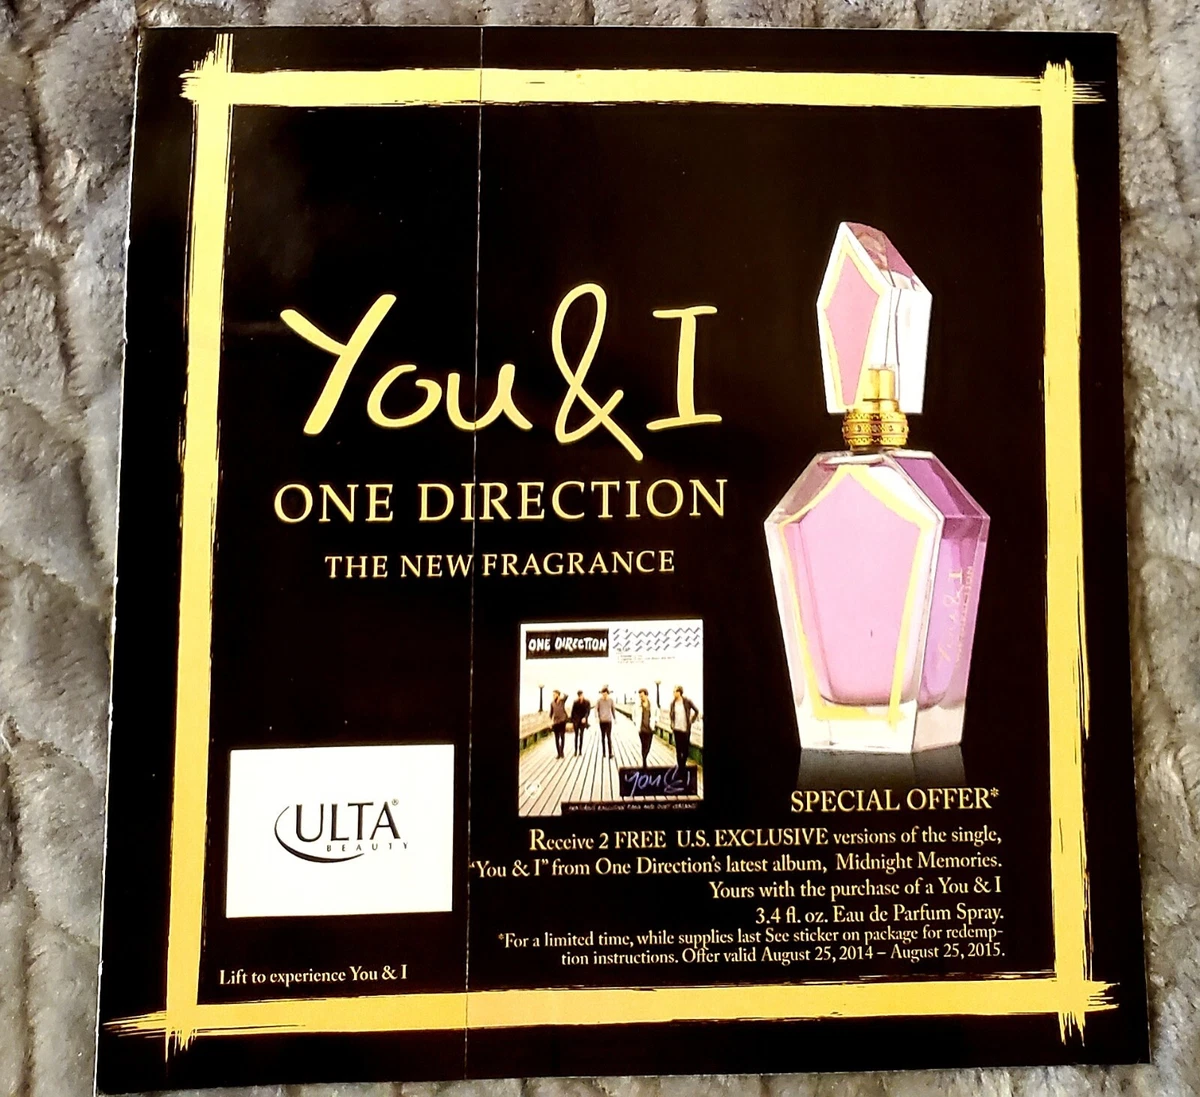 You & I
ONE DIRECTION
THE NEW FRAGRANCE
You & I
ONE DIRECTION
You & I
ULTA®
BEAUTY
SPECIAL OFFER*
Receive 2 FREE U.S. EXCLUSIVE versions of the single,
"You & I" from One Direction's latest album, Midnight Memories.
Yours with the purchase of a You & I
3.4 fl. oz. Eau de Parfum Spray.
*For a limited time, while supplies last See sticker on package for redemp-
tion instructions. Offer valid August 25, 2014 – August 25, 2015.
Lift to experience You & I